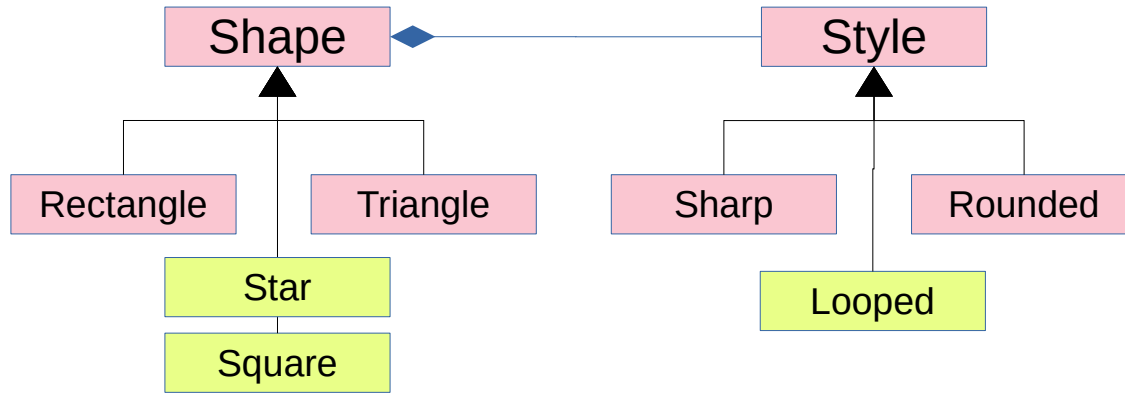 Shape
Style
Rectangle
Triangle
Sharp
Rounded
Star
Looped
Square